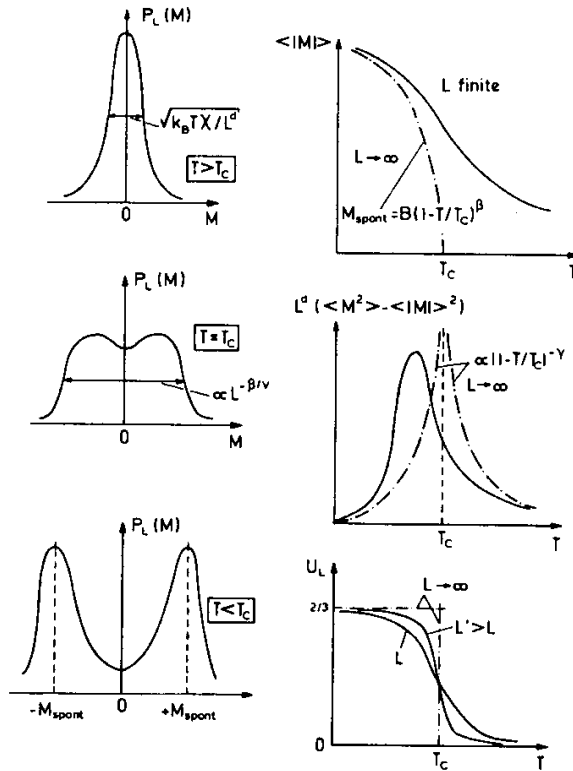 P_L (M)
√k_B T χ / L^d
T > T_C
0
M
P_L (M)
T = T_C
∝ L^{-β/ν}
0
M
P_L (M)
T < T_C
- M_spont
0
+ M_spont
M
<|M|>
L finite
L → ∞
M_spont = B (1 - T/T_C)^β
T_C
T
L^d ( <M^2> - <|M|>^2 )
∝ |1 - T/T_C|^{-γ}
L → ∞
T_C
T
U_L
L → ∞
2/3
L' > L
L
0
T_C
T